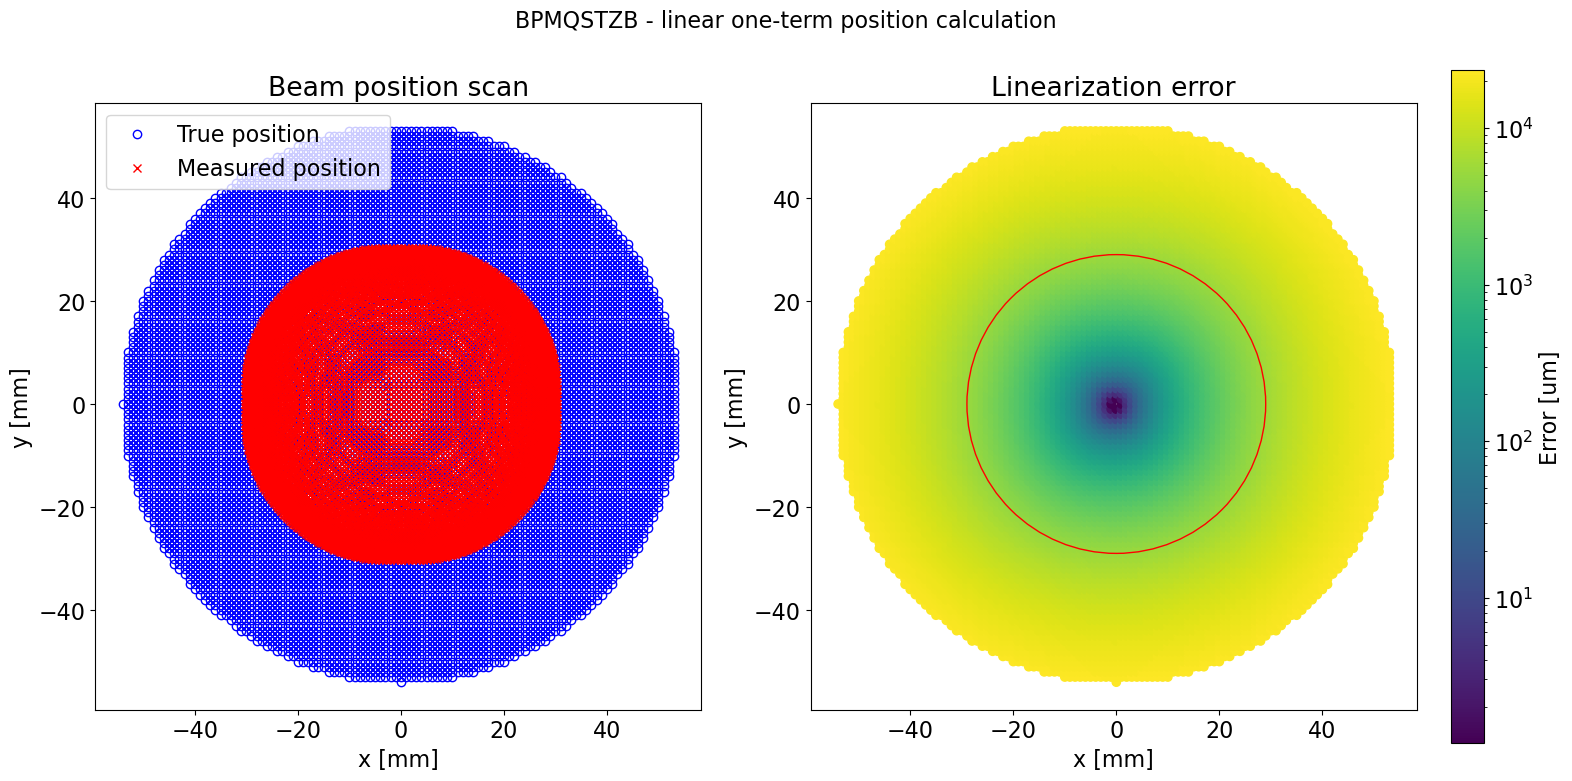 BPMQSTZB - linear one-term position calculation
Beam position scan
True position
Measured position
y [mm]
40
20
0
−20
−40
−40
−20
0
20
40
x [mm]
Linearization error
y [mm]
40
20
0
−20
−40
−40
−20
0
20
40
x [mm]
10^4
10^3
10^2
10^1
Error [um]